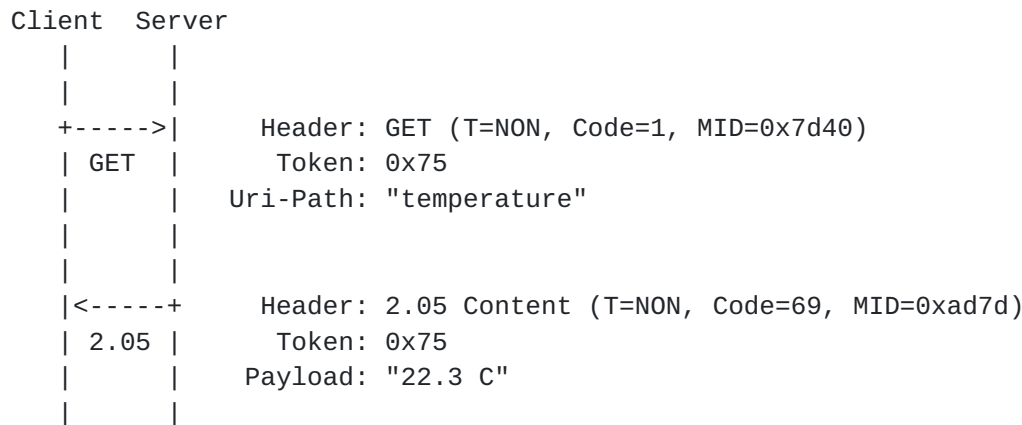 Client  Server
   |      |
   |      |
   +----->|     Header: GET (T=NON, Code=1, MID=0x7d40)
   | GET  |      Token: 0x75
   |      |   Uri-Path: "temperature"
   |      |
   |      |
   |<-----+     Header: 2.05 Content (T=NON, Code=69, MID=0xad7d)
   | 2.05 |      Token: 0x75
   |      |    Payload: "22.3 C"
   |      |